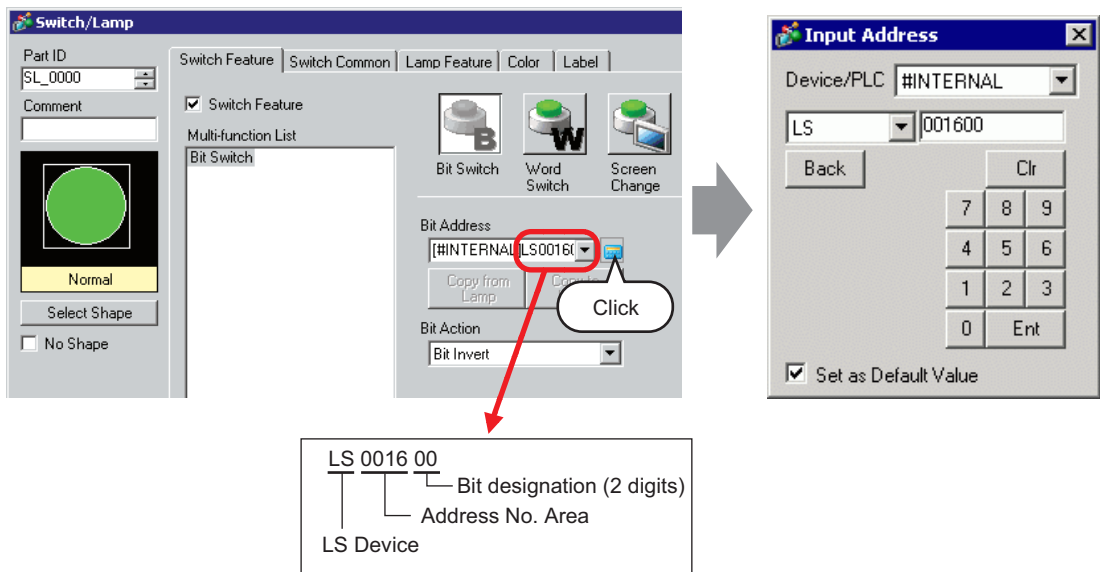 Switch/Lamp
Part ID
SL_0000
Comment
Normal
Select Shape
No Shape
Switch Feature
Switch Common
Lamp Feature
Color
Label
Switch Feature
Multi-function List
Bit Switch
B
Bit Switch
W
Word
Switch
Screen
Change
Bit Address
[#INTERNAL]LS00160
Copy from
Lamp
Copy to
Click
Bit Action
Bit Invert
LS 0016 00
Bit designation (2 digits)
Address No. Area
LS Device
Input Address
Device/PLC
#INTERNAL
LS
001600
Back
Clr
7 8 9
4 5 6
1 2 3
0 Ent
Set as Default Value